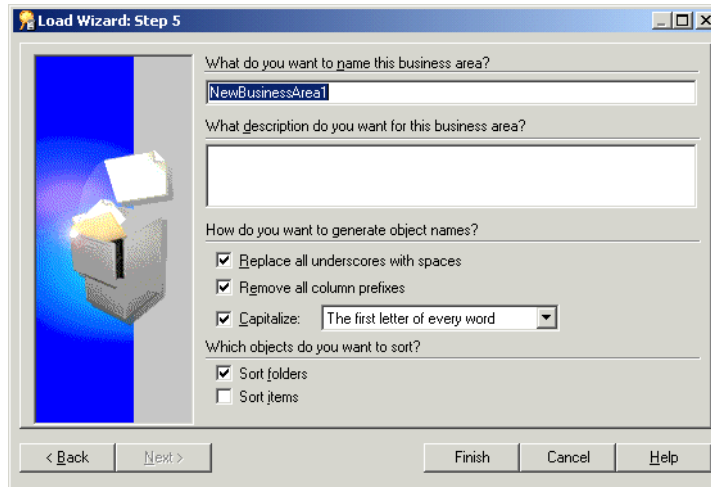 Load Wizard: Step 5
What do you want to name this business area?
NewBusinessArea1
What description do you want for this business area?
How do you want to generate object names?
Replace all underscores with spaces
Remove all column prefixes
Capitalize: The first letter of every word
Which objects do you want to sort?
Sort folders
Sort items
< Back Next > Finish Cancel Help